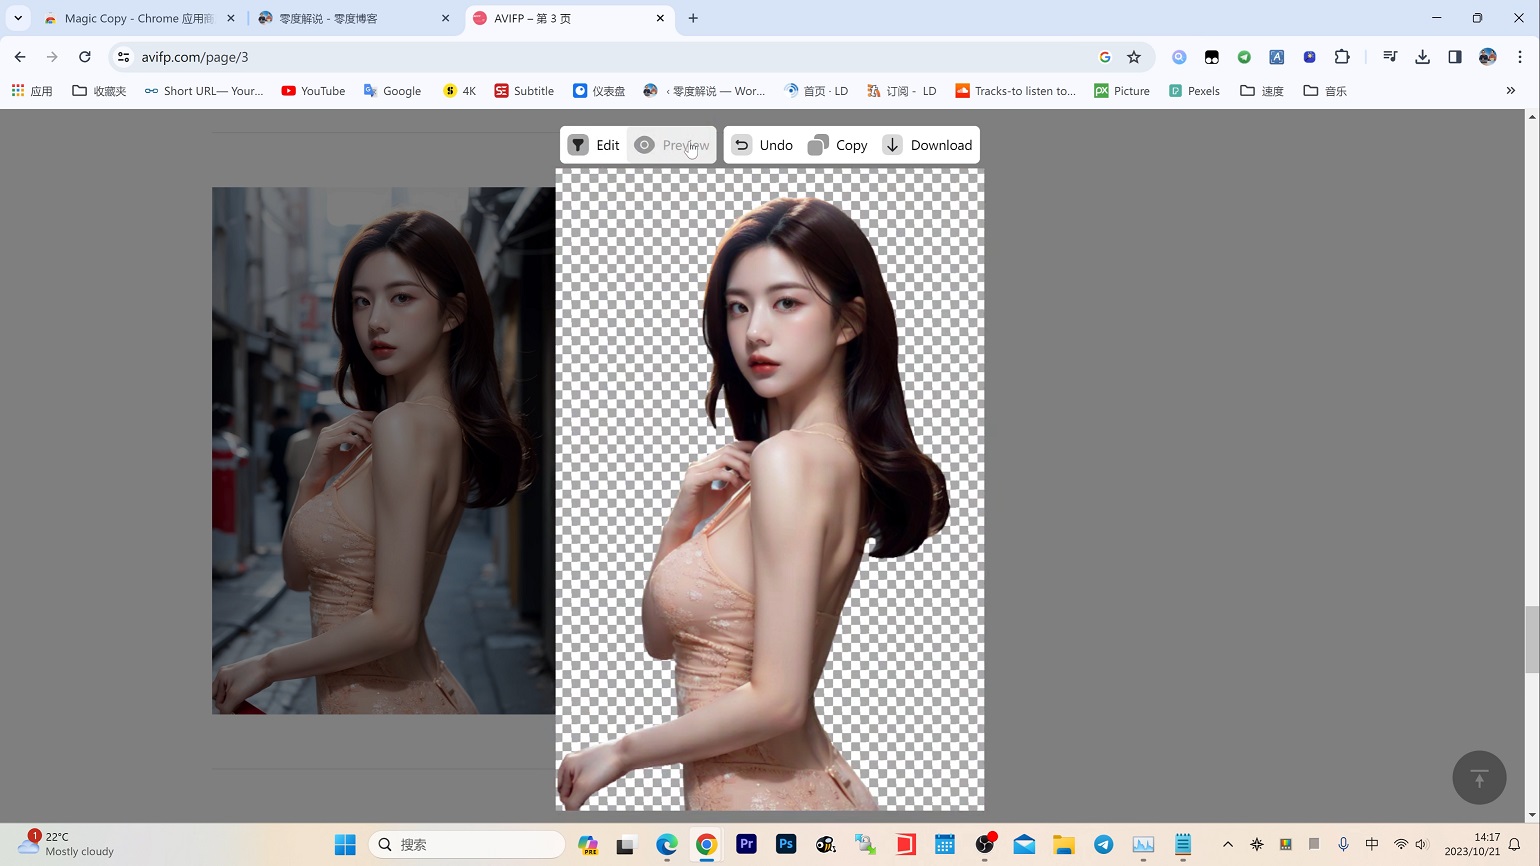 Magic Copy - Chrome 应用商
零度解说 - 零度博客
AVIFP – 第 3 页
avifp.com/page/3
应用
收藏夹
Short URL— Your...
YouTube
Google
4K
Subtitle
仪表盘
‹ 零度解说 — Wor...
首页 · LD
订阅 - LD
Tracks-to listen to...
Picture
Pexels
速度
音乐
Edit
Preview
Undo
Copy
Download
1
22°C
Mostly cloudy
搜索
PRE
Pr
Ps
中
14:17
2023/10/21